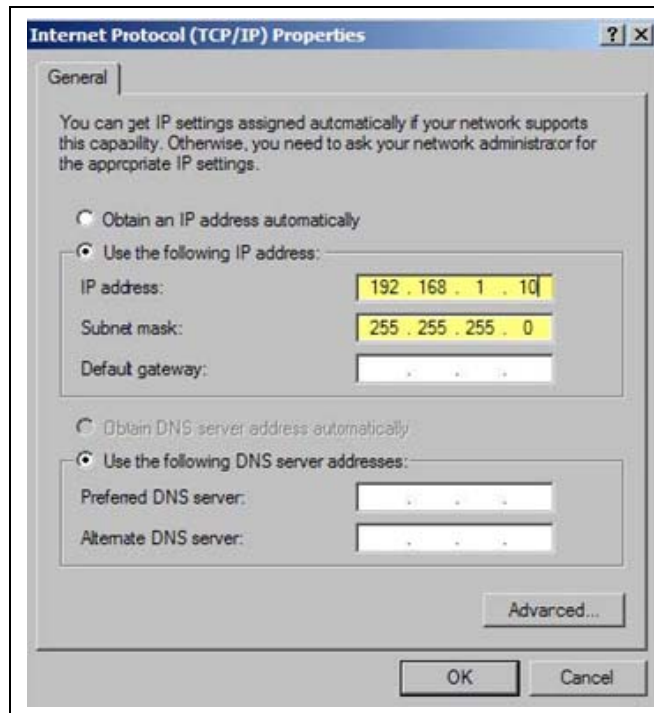 Internet Protocol (TCP/IP) Properties
General
You can get IP settings assigned automatically if your network supports
this capability. Otherwise, you need to ask your network administrator for
the appropriate IP settings.
Obtain an IP address automatically
Use the following IP address:
IP address: 192 . 168 . 1 . 10
Subnet mask: 255 . 255 . 255 . 0
Default gateway: . . .
Obtain DNS server address automatically
Use the following DNS server addresses:
Preferred DNS server: . . .
Alternate DNS server: . . .
Advanced...
OK Cancel